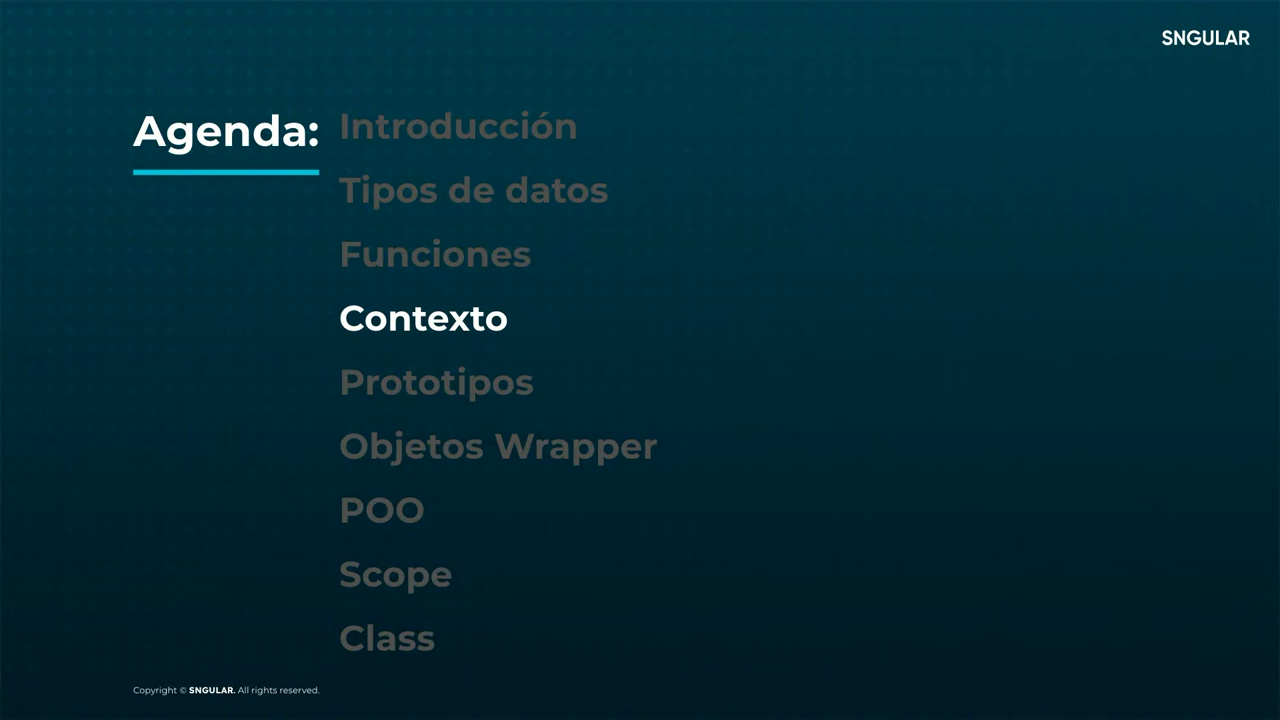 SNGULAR
Agenda:
Introducción
Tipos de datos
Funciones
Contexto
Prototipos
Objetos Wrapper
POO
Scope
Class
Copyright © SNGULAR. All rights reserved.